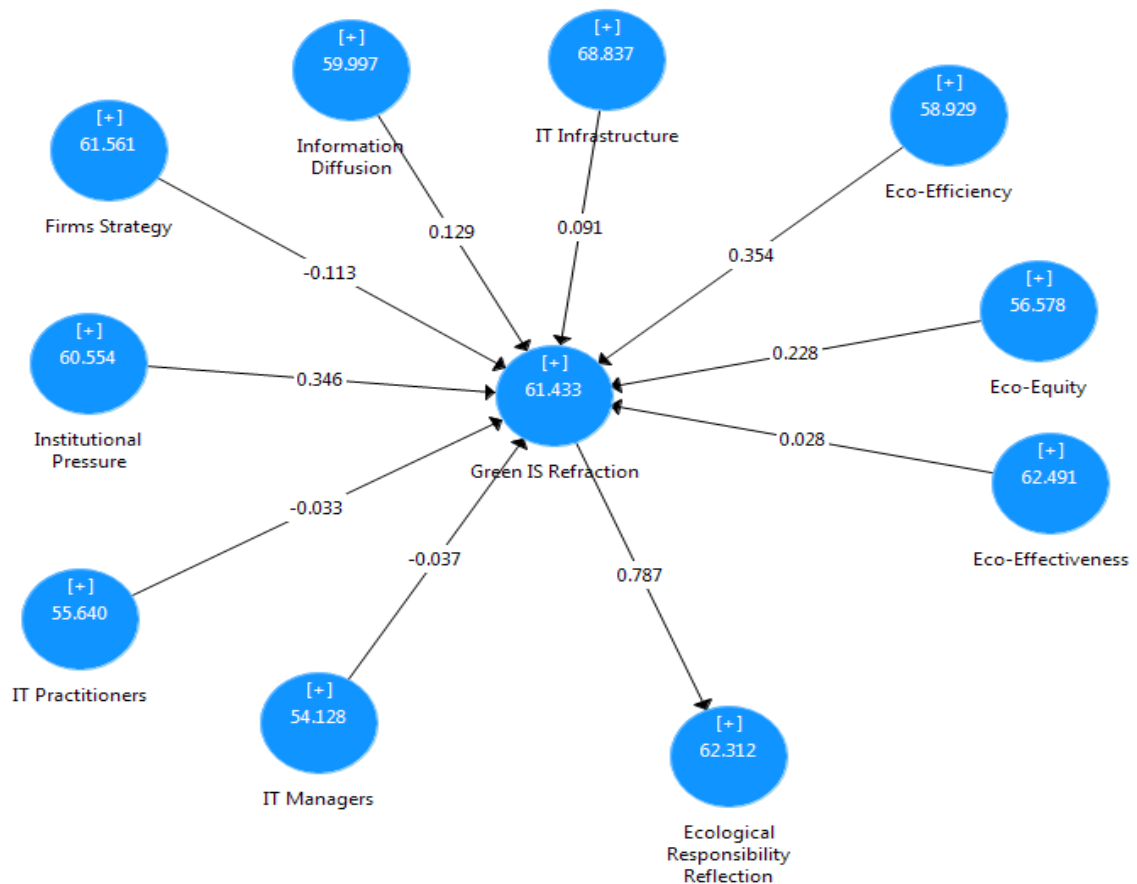 [+]
68.837
IT Infrastructure
[+]
59.997
Information
Diffusion
[+]
58.929
Eco-Efficiency
[+]
61.561
Firms Strategy
0.129
0.091
0.354
-0.113
[+]
56.578
Eco-Equity
0.228
[+]
60.554
Institutional
Pressure
0.346
[+]
61.433
Green IS Refraction
0.028
[+]
62.491
Eco-Effectiveness
-0.033
-0.037
0.787
[+]
55.640
IT Practitioners
[+]
54.128
IT Managers
[+]
62.312
Ecological
Responsibility
Reflection